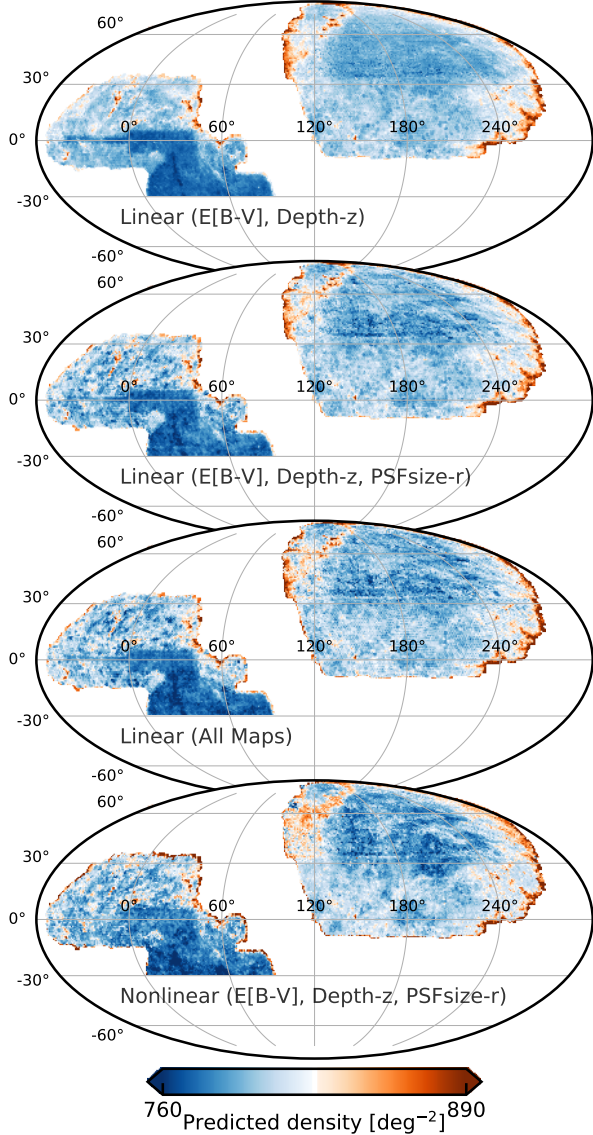 60°
30°
0° 60° 120° 180° 240°
0°
-30°
Linear (E[B-V], Depth-z)
-60°
60°
30°
0° 60° 120° 180° 240°
0°
-30°
Linear (E[B-V], Depth-z, PSFsize-r)
-60°
60°
30°
0° 60° 120° 180° 240°
0°
-30°
Linear (All Maps)
-60°
60°
30°
0° 60° 120° 180° 240°
0°
-30°
Nonlinear (E[B-V], Depth-z, PSFsize-r)
-60°
760 890
Predicted density [deg⁻²]